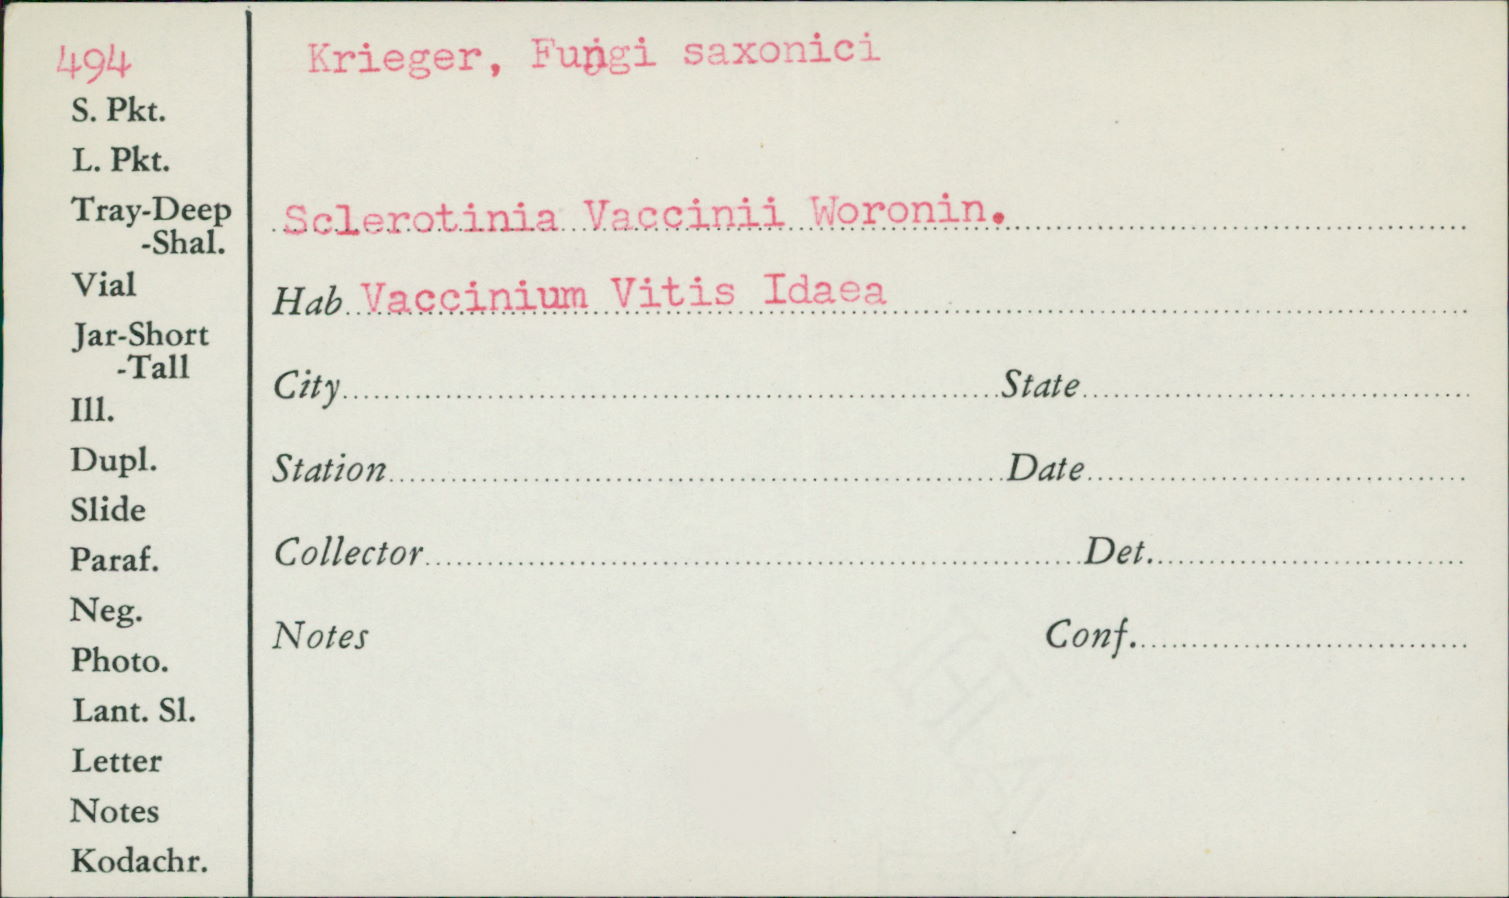 494
Krieger, Fungi saxonici
S. Pkt.
L. Pkt.
Tray-Deep
-Shal.
Sclerotinia Vaccinii Woronin.
Vial
Hab Vaccinium Vitis Idaea
Jar-Short
-Tall
City State
Ill.
Dupl.
Station Date
Slide
Paraf.
Collector Det.
Neg.
Notes Conf.
Photo.
Lant. Sl.
Letter
Notes
Kodachr.